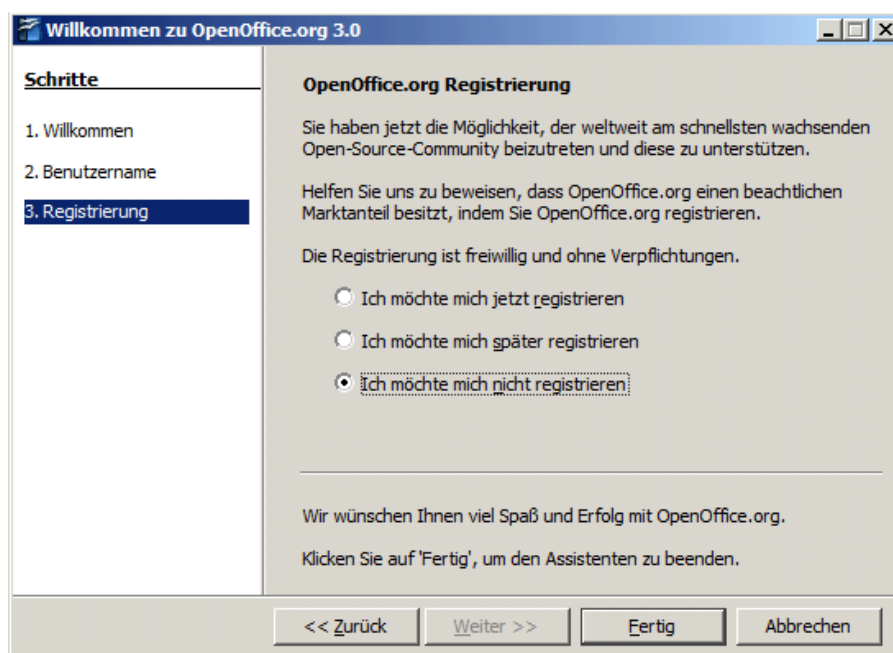 Willkommen zu OpenOffice.org 3.0
Schritte
1. Willkommen
2. Benutzername
3. Registrierung
OpenOffice.org Registrierung
Sie haben jetzt die Möglichkeit, der weltweit am schnellsten wachsenden
Open-Source-Community beizutreten und diese zu unterstützen.
Helfen Sie uns zu beweisen, dass OpenOffice.org einen beachtlichen
Marktanteil besitzt, indem Sie OpenOffice.org registrieren.
Die Registrierung ist freiwillig und ohne Verpflichtungen.
Ich möchte mich jetzt registrieren
Ich möchte mich später registrieren
Ich möchte mich nicht registrieren
Wir wünschen Ihnen viel Spaß und Erfolg mit OpenOffice.org.
Klicken Sie auf 'Fertig', um den Assistenten zu beenden.
<< Zurück
Weiter >>
Fertig
Abbrechen